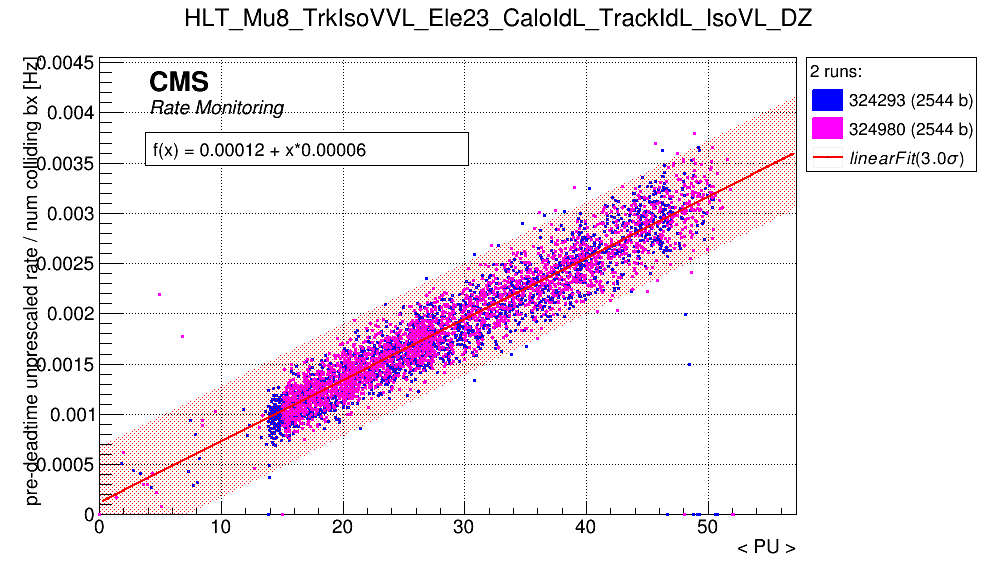 HLT_Mu8_TrkIsoVVL_Ele23_CaloIdL_TrackIdL_IsoVL_DZ
pre-deadtime unprescaled rate / num colliding bx [Hz]
0.0045
0.004
0.0035
0.003
0.0025
0.002
0.0015
0.001
0.0005
0
CMS
Rate Monitoring
f(x) = 0.00012 + x*0.00006
2 runs:
324293 (2544 b)
324980 (2544 b)
linearFit(3.0σ)
0 10 20 30 40 50
< PU >